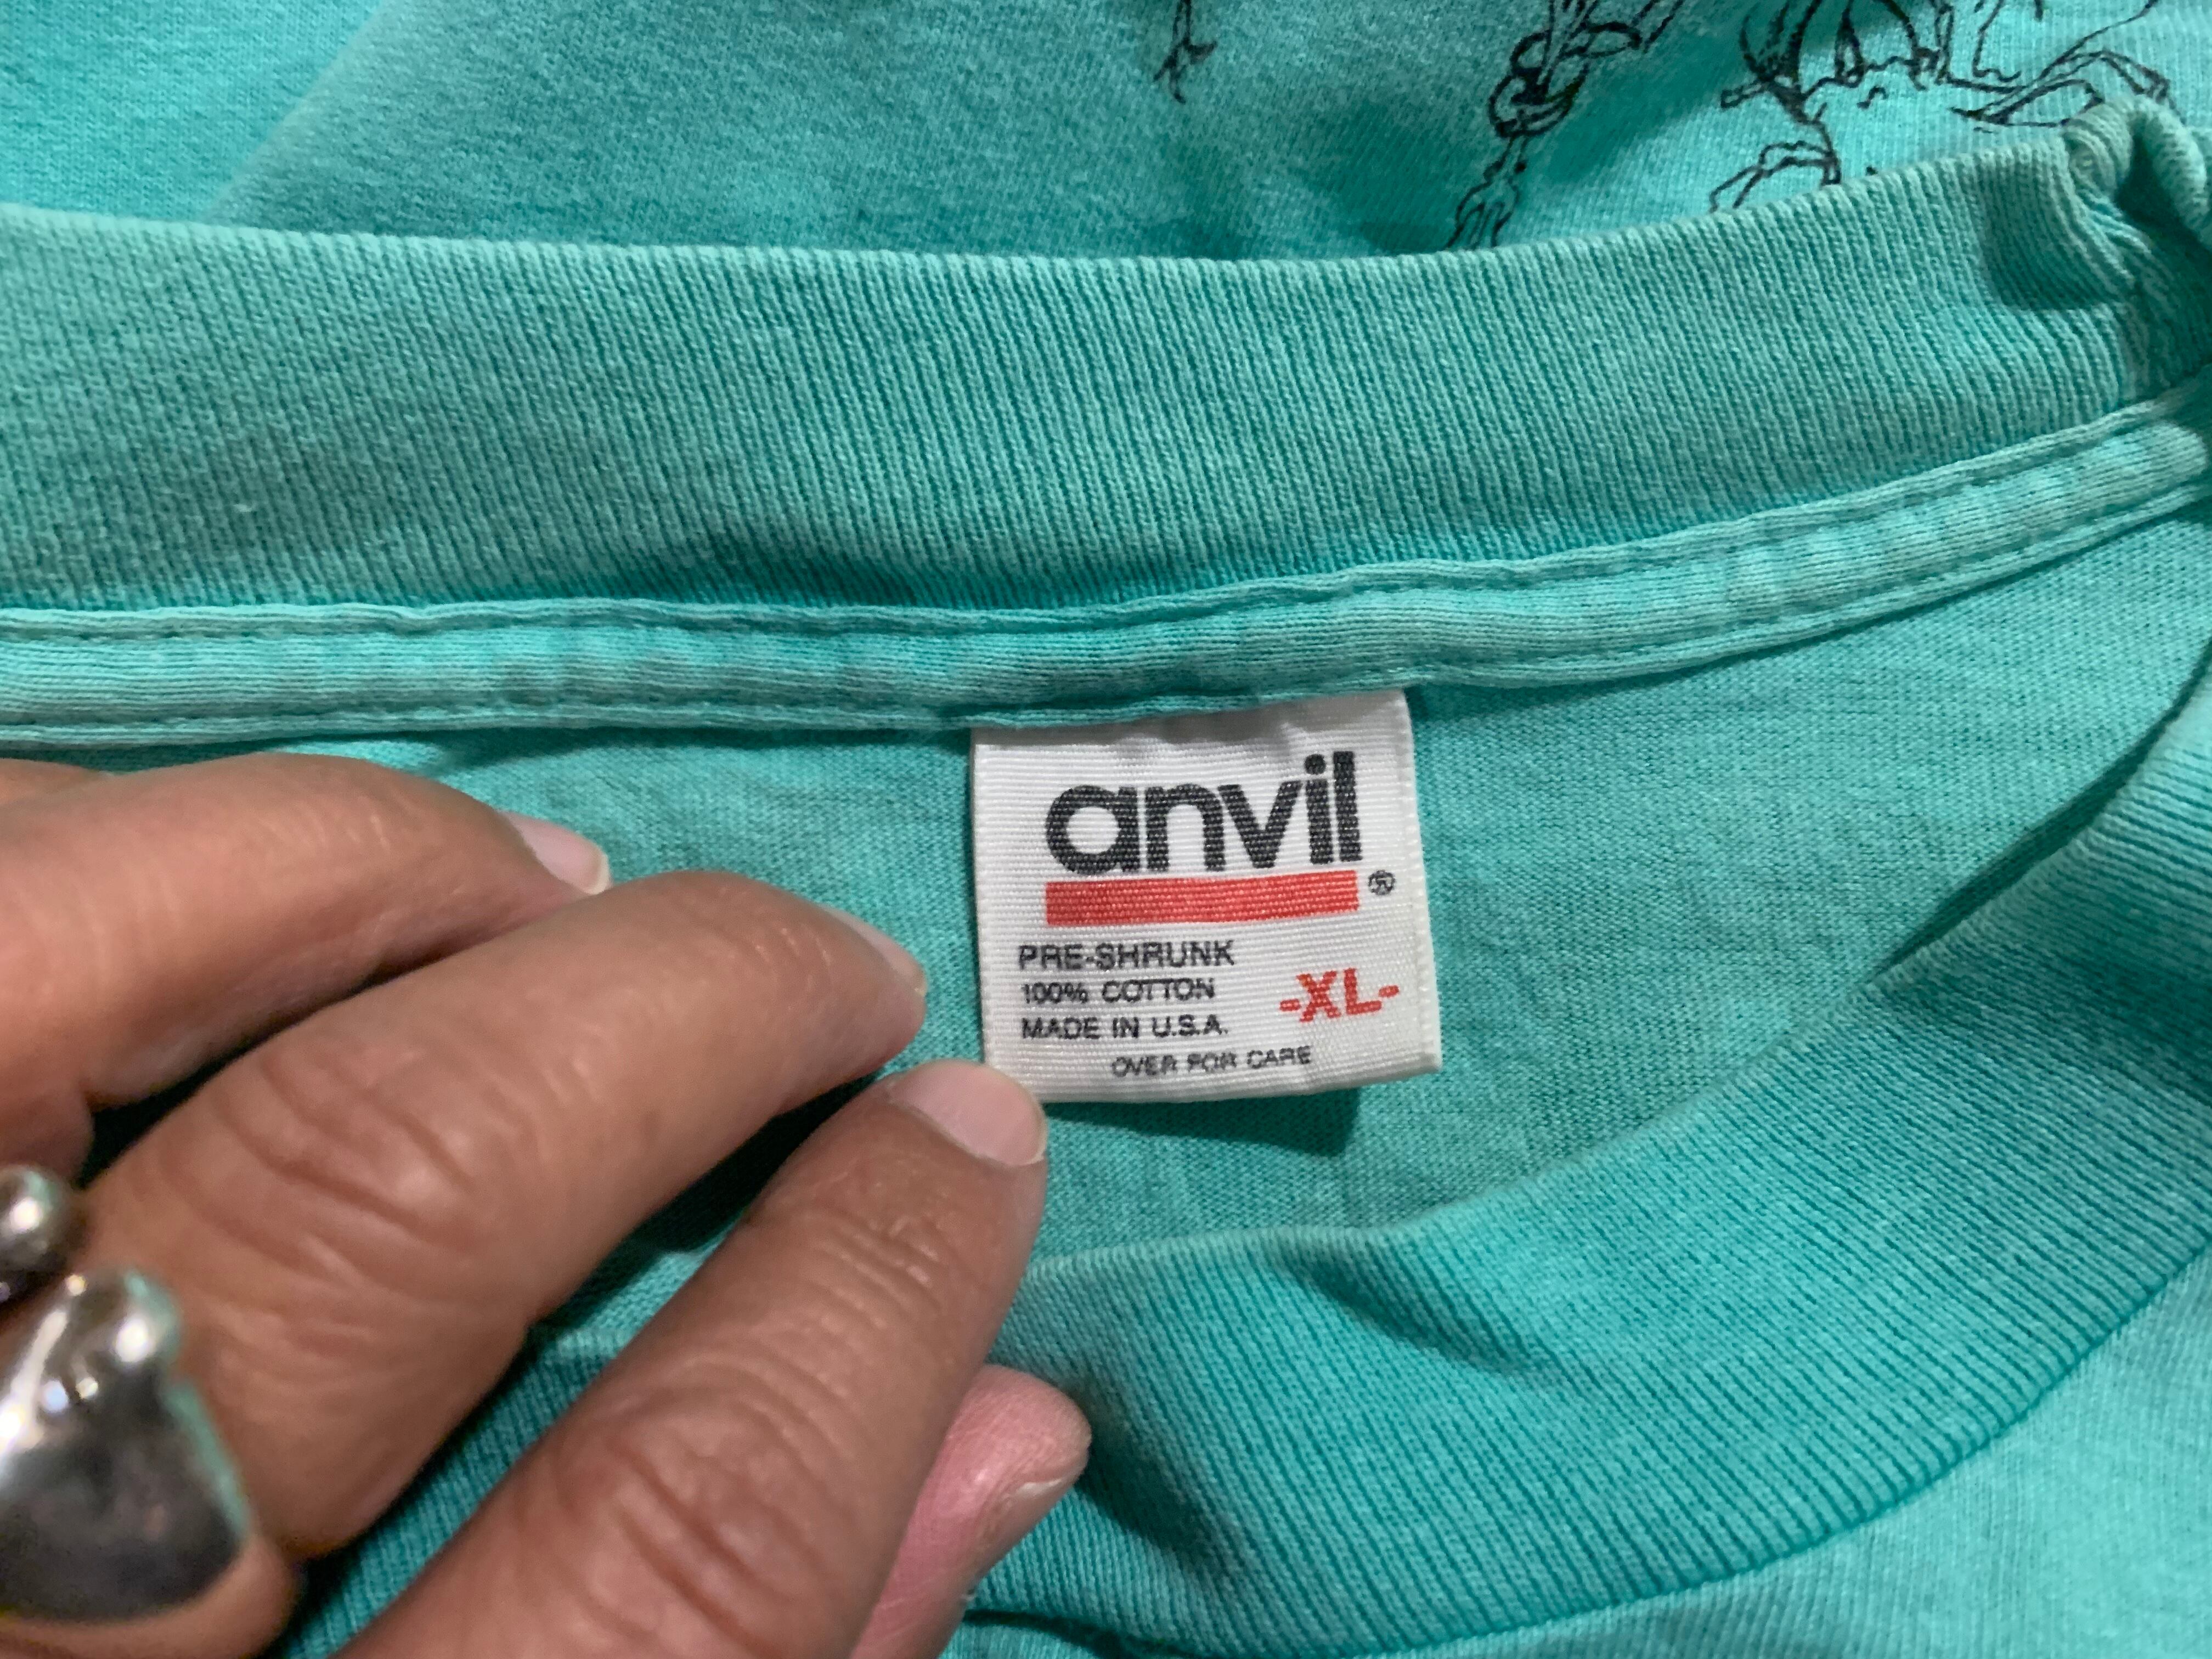 anvil
®
PRE-SHRUNK
100% COTTON
MADE IN U.S.A.
-XL-
OVER FOR CARE